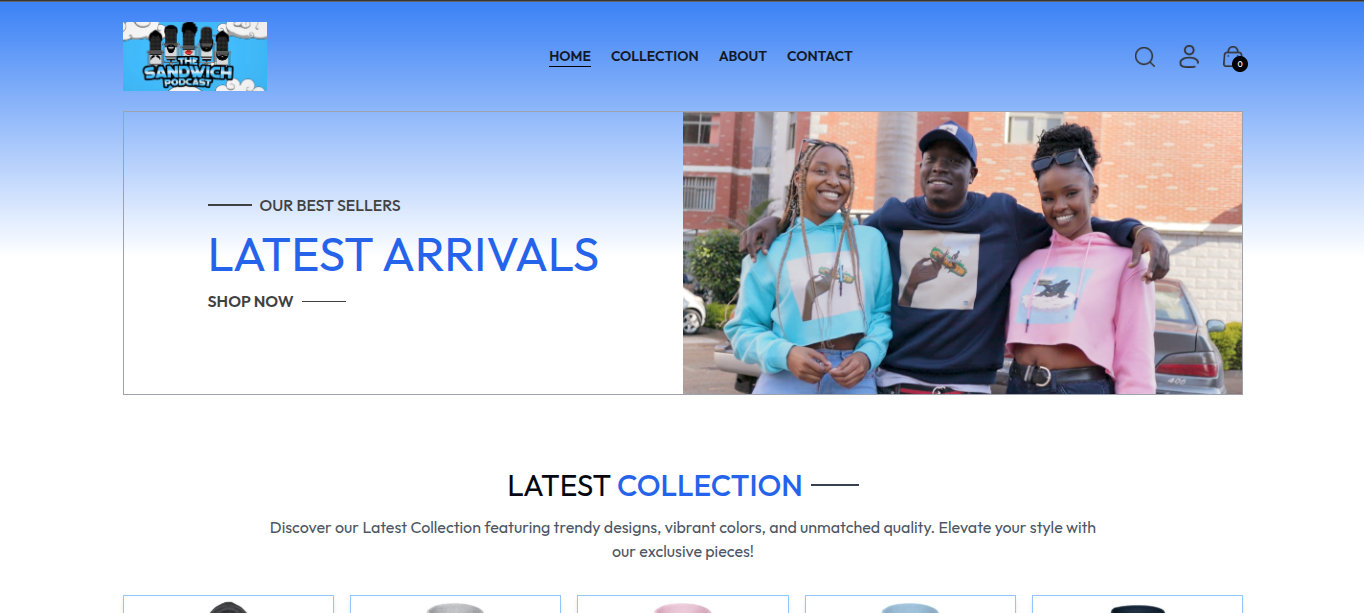 THE
SANDWICH
PODCAST
HOME COLLECTION ABOUT CONTACT
0
OUR BEST SELLERS
LATEST ARRIVALS
SHOP NOW
LATEST COLLECTION
Discover our Latest Collection featuring trendy designs, vibrant colors, and unmatched quality. Elevate your style with
our exclusive pieces!